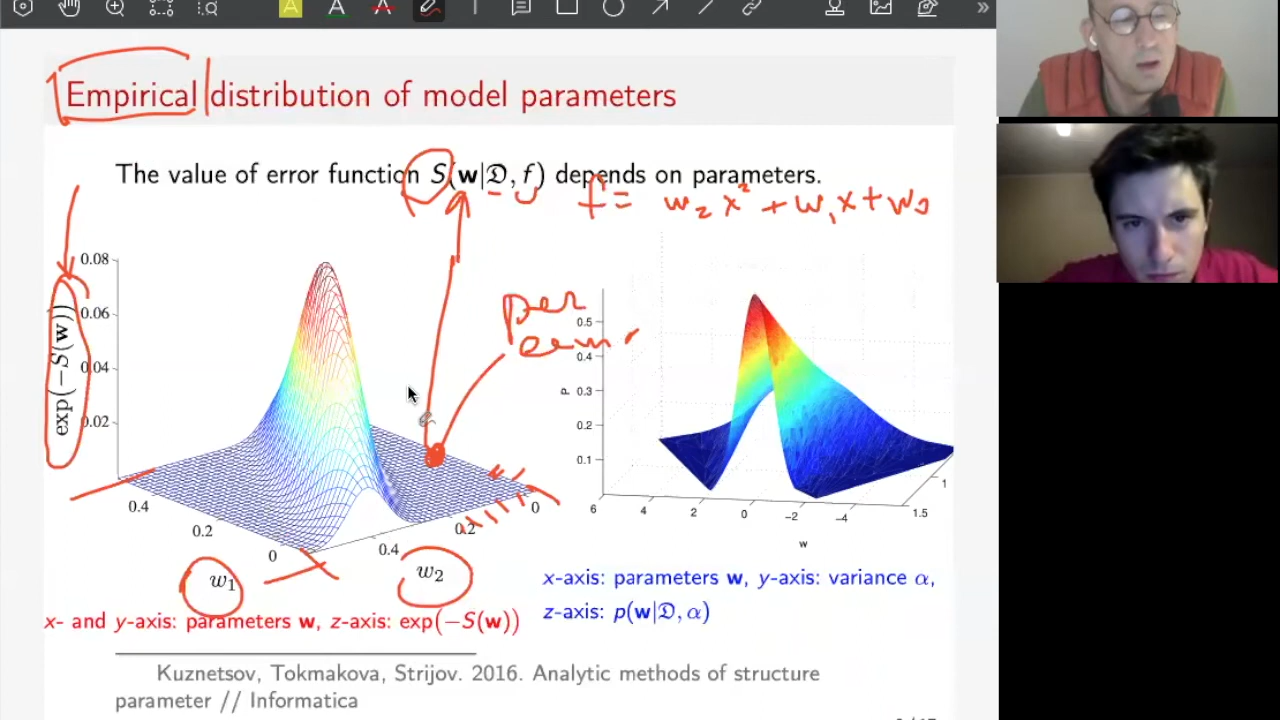 Empirical distribution of model parameters
The value of error function S(w|𝔇, f) depends on parameters.
f = w₂x² + w₁x + w₀
exp(−S(w))
0.08
0.06
0.04
0.02
0.4
0.2
0
0.4
0.2
0
w₁
w₂
x- and y-axis: parameters w, z-axis: exp(−S(w))
P
0.5
0.4
0.3
0.2
0.1
6
4
2
0
−2
−4
1
1.5
w
x-axis: parameters w, y-axis: variance α,
z-axis: p(w|𝔇, α)
Kuznetsov, Tokmakova, Strijov. 2016. Analytic methods of structure
parameter // Informatica